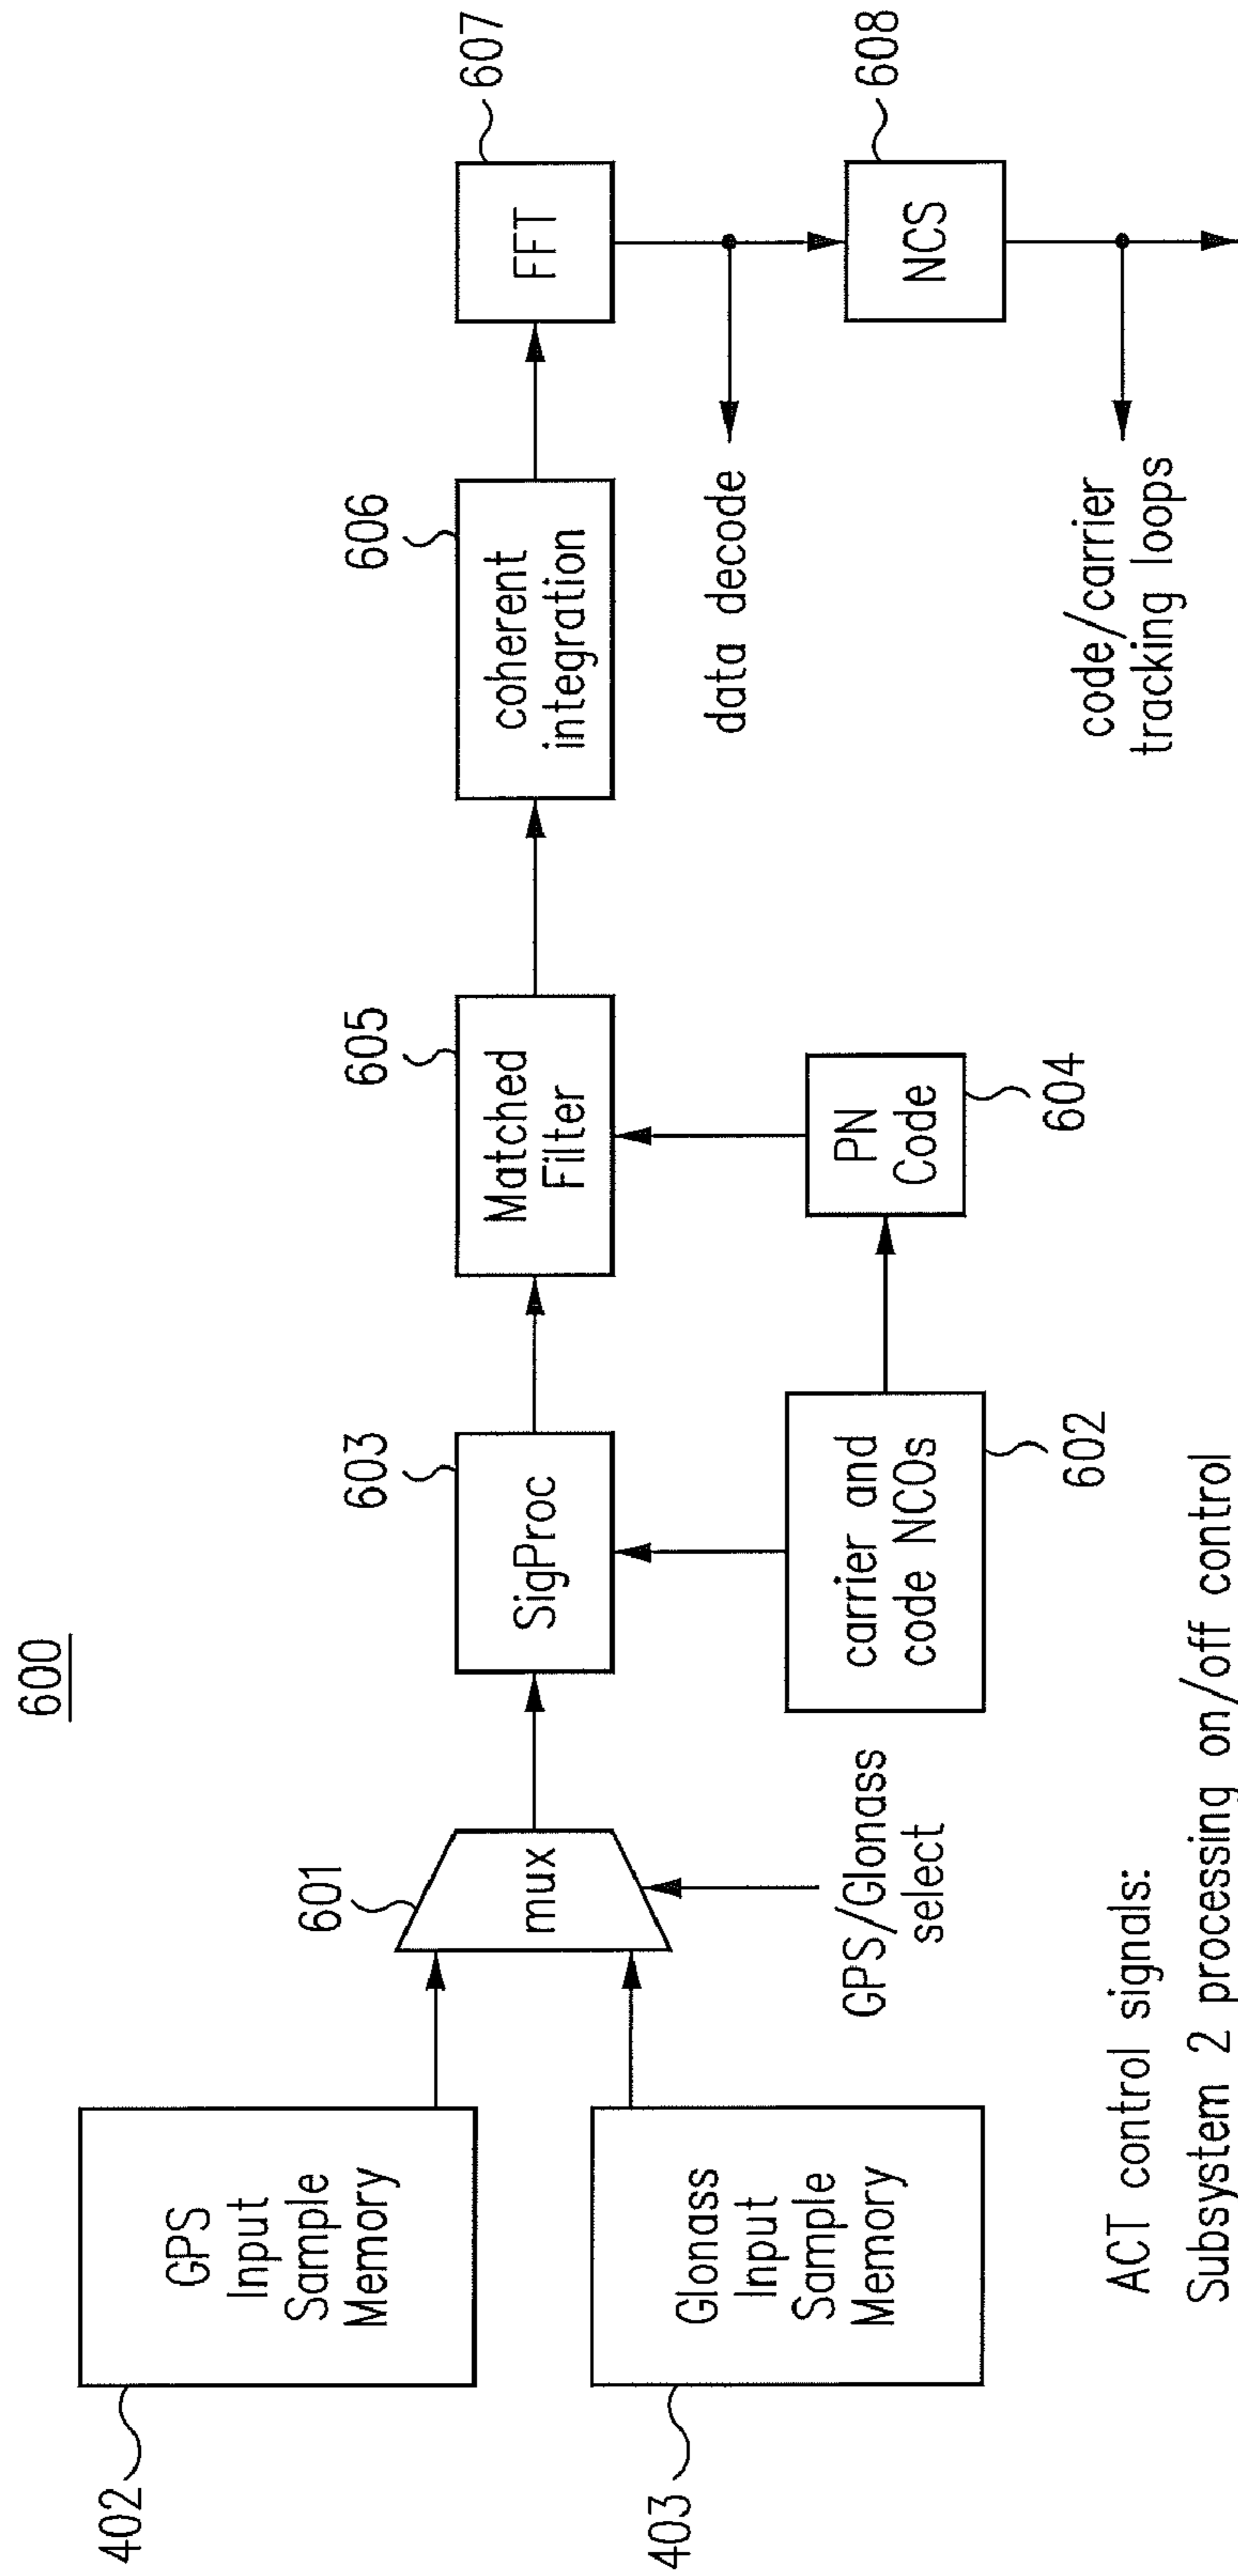 600
402
GPS
Input
Sample
Memory
403
Glonass
Input
Sample
Memory
601
mux
GPS/Glonass
select
603
SigProc
602
carrier and
code NCOs
605
Matched
Filter
604
PN
Code
606
coherent
integration
607
FFT
data decode
608
NCS
code/carrier
tracking loops
ACT control signals:
Subsystem 2 processing on/off control